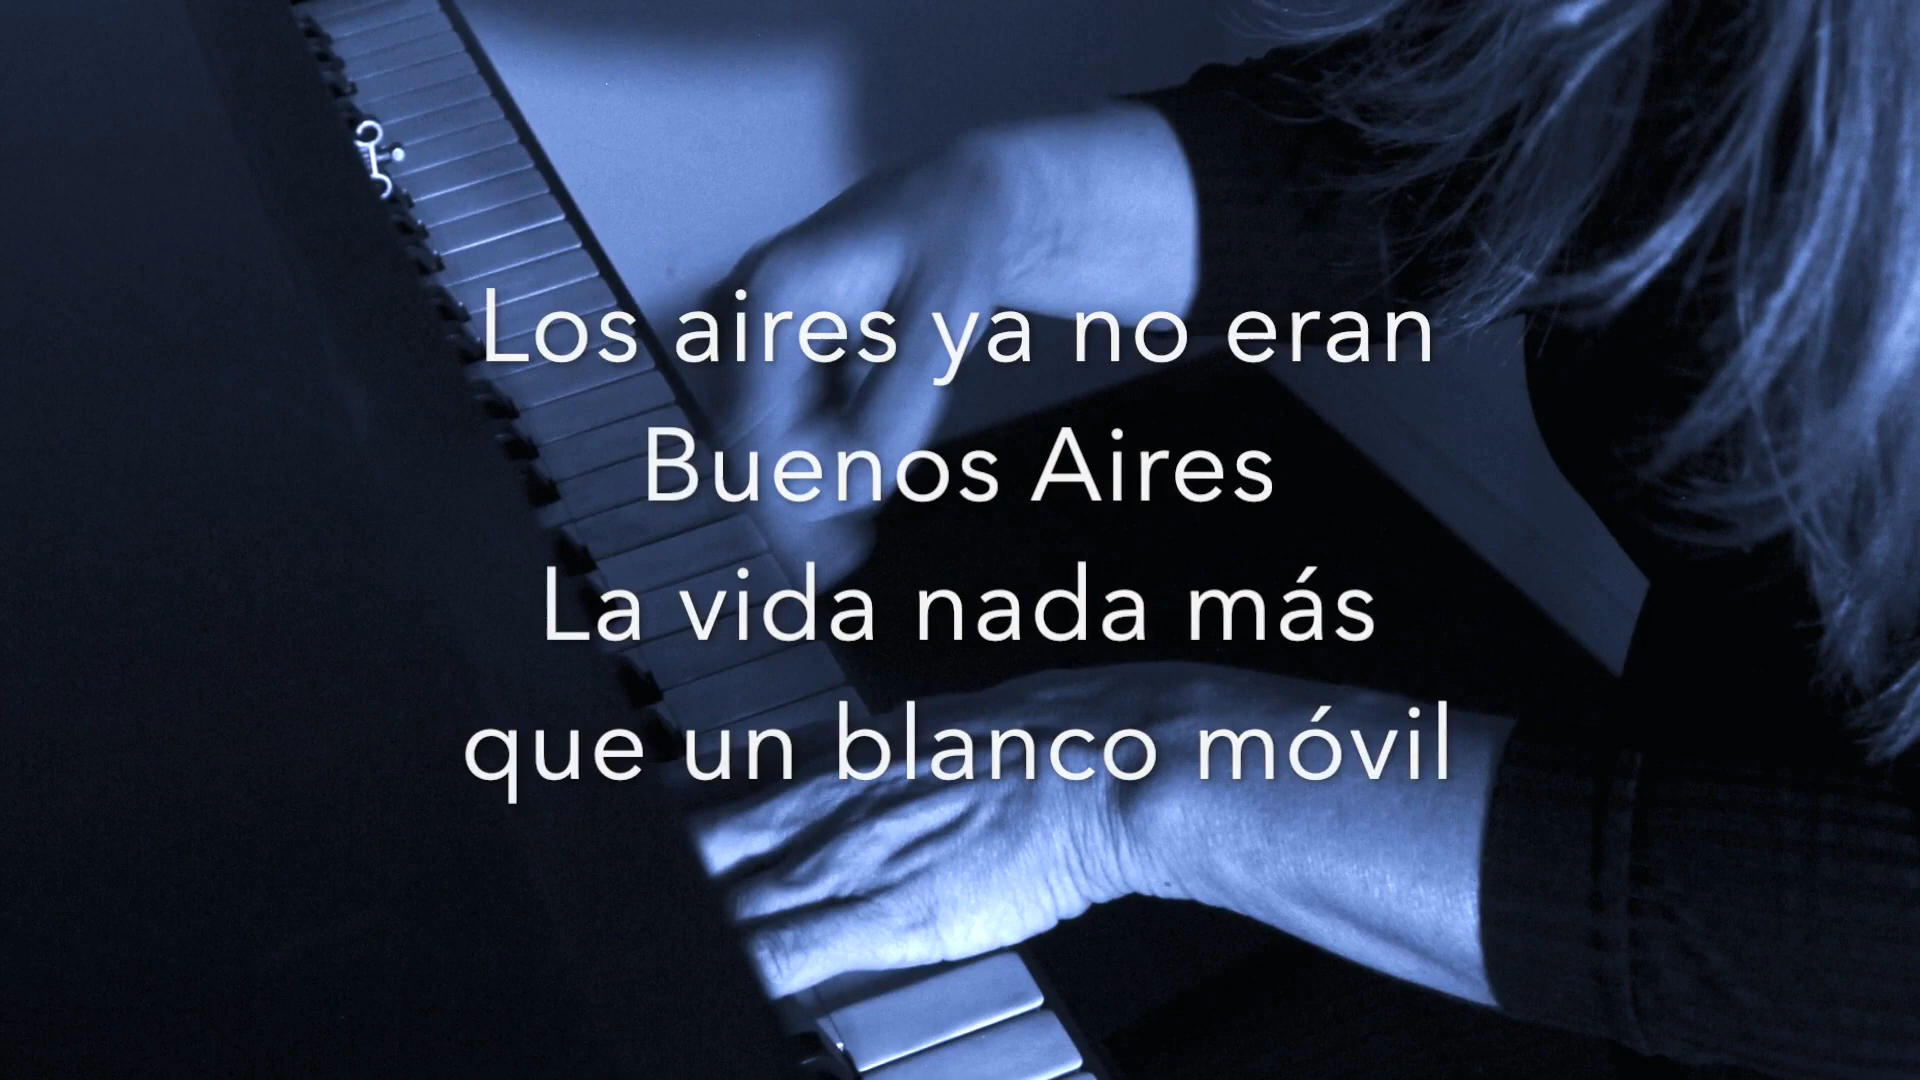 Los aires ya no eran
Buenos Aires
La vida nada más
que un blanco móvil